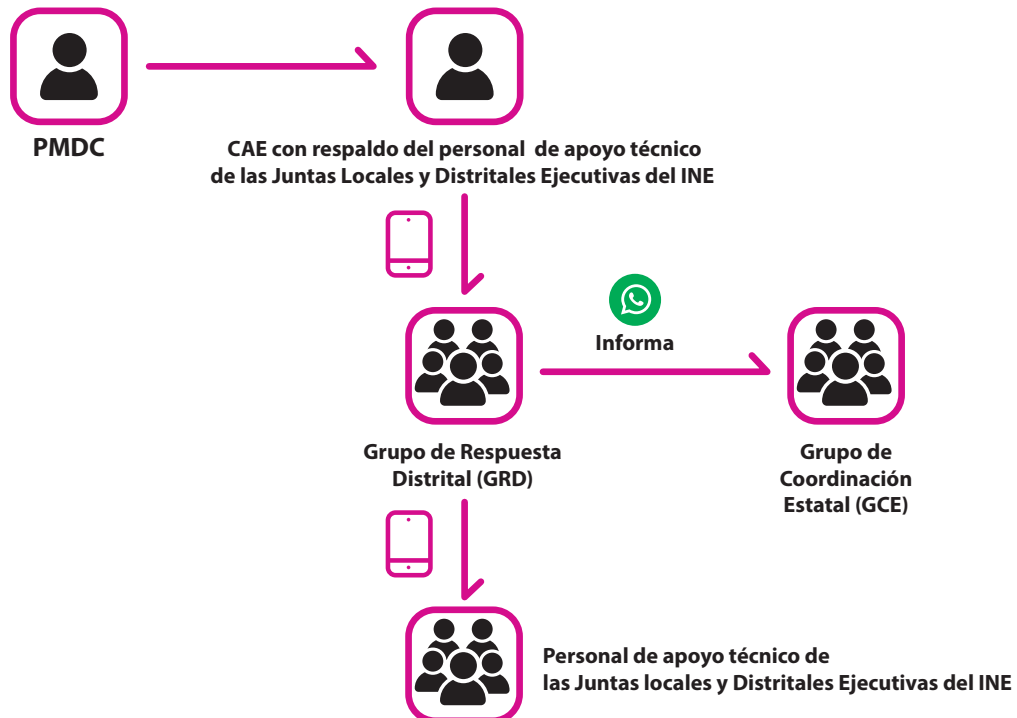 PMDC
CAE con respaldo del personal de apoyo técnico
de las Juntas Locales y Distritales Ejecutivas del INE
Informa
Grupo de Respuesta
Distrital (GRD)
Grupo de
Coordinación
Estatal (GCE)
Personal de apoyo técnico de
las Juntas locales y Distritales Ejecutivas del INE